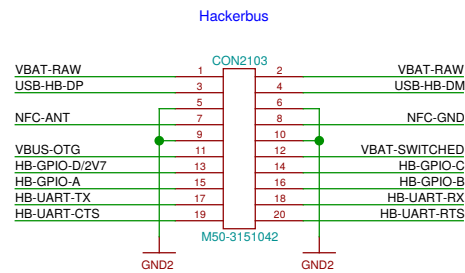 Hackerbus
CON2103
VBAT-RAW 1 2 VBAT-RAW
USB-HB-DP 3 4 USB-HB-DM
5 6
NFC-ANT 7 8 NFC-GND
9 10
VBUS-OTG 11 12 VBAT-SWITCHED
HB-GPIO-D/2V7 13 14 HB-GPIO-C
HB-GPIO-A 15 16 HB-GPIO-B
HB-UART-TX 17 18 HB-UART-RX
HB-UART-CTS 19 20 HB-UART-RTS
M50-3151042
GND2 GND2